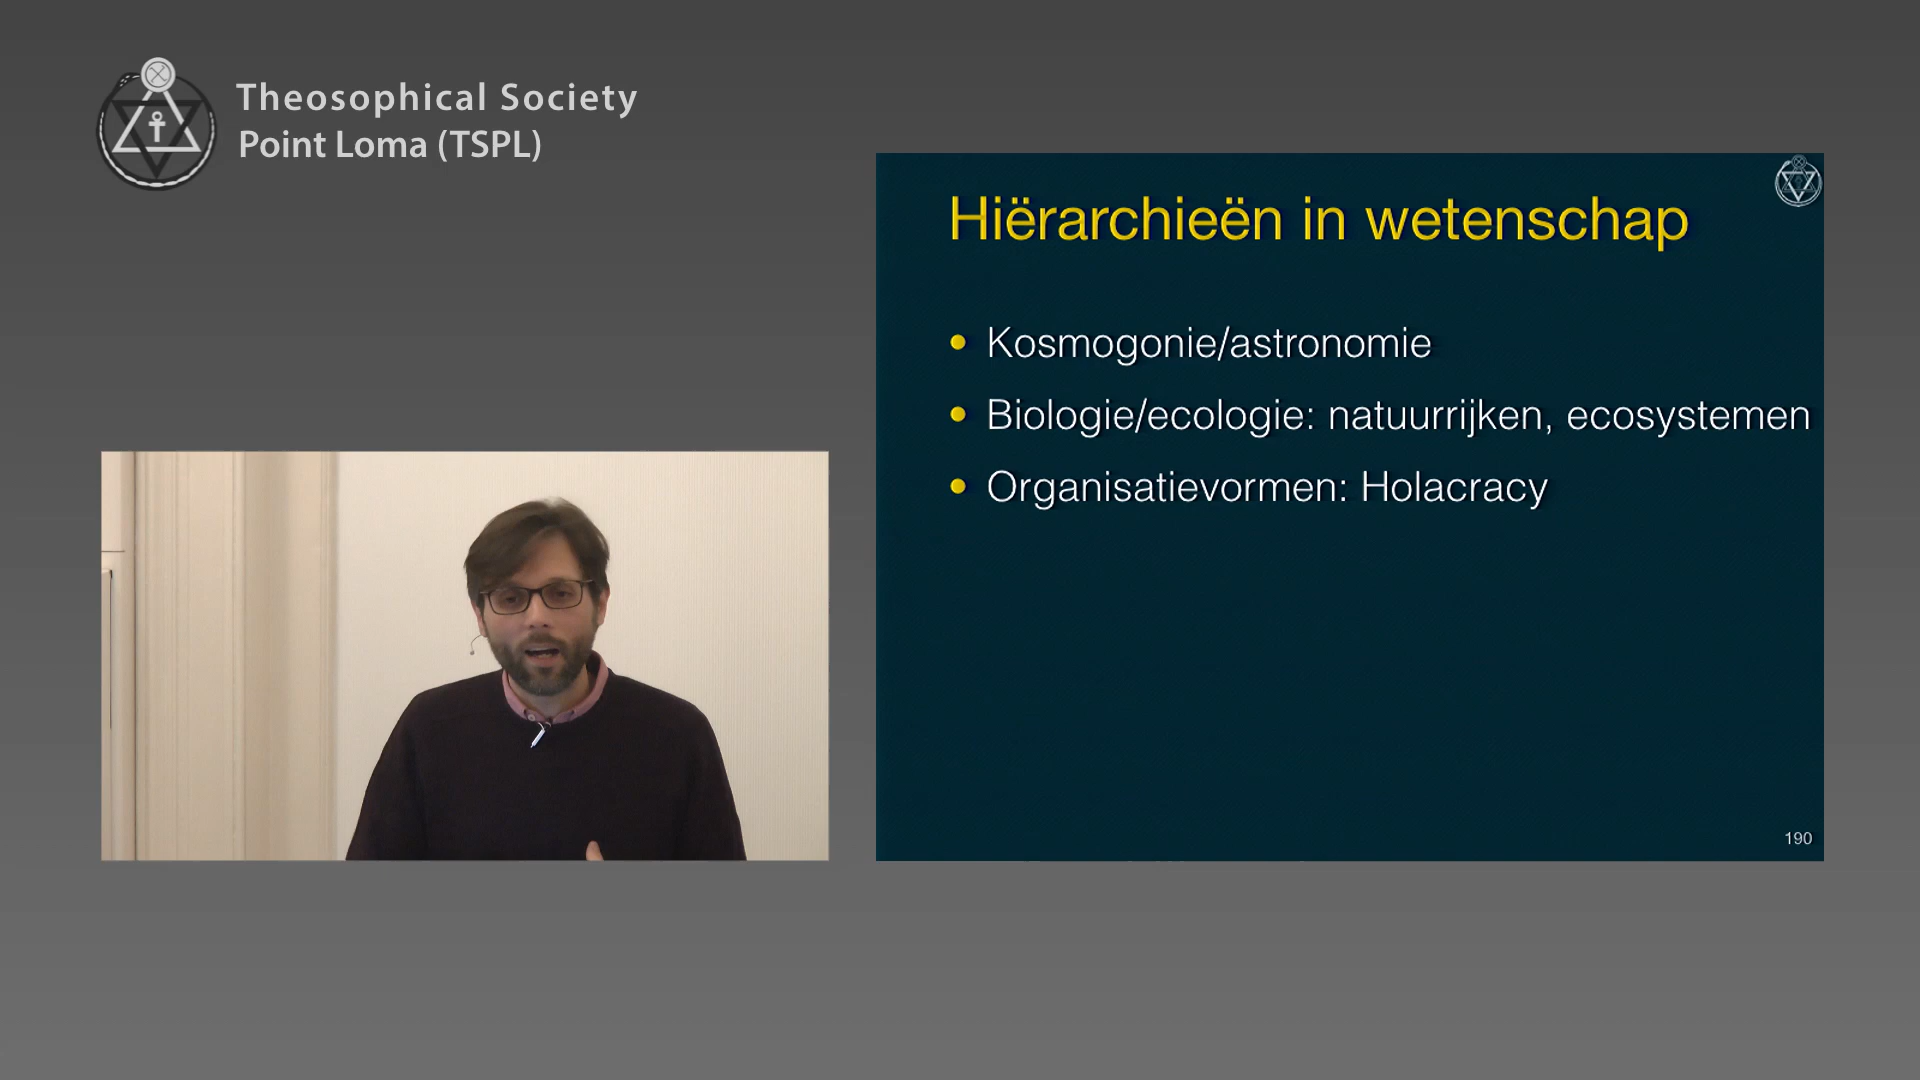 Theosophical Society
Point Loma (TSPL)
Hiërarchieën in wetenschap
Kosmogonie/astronomie
Biologie/ecologie: natuurrijken, ecosystemen
Organisatievormen: Holacracy
190